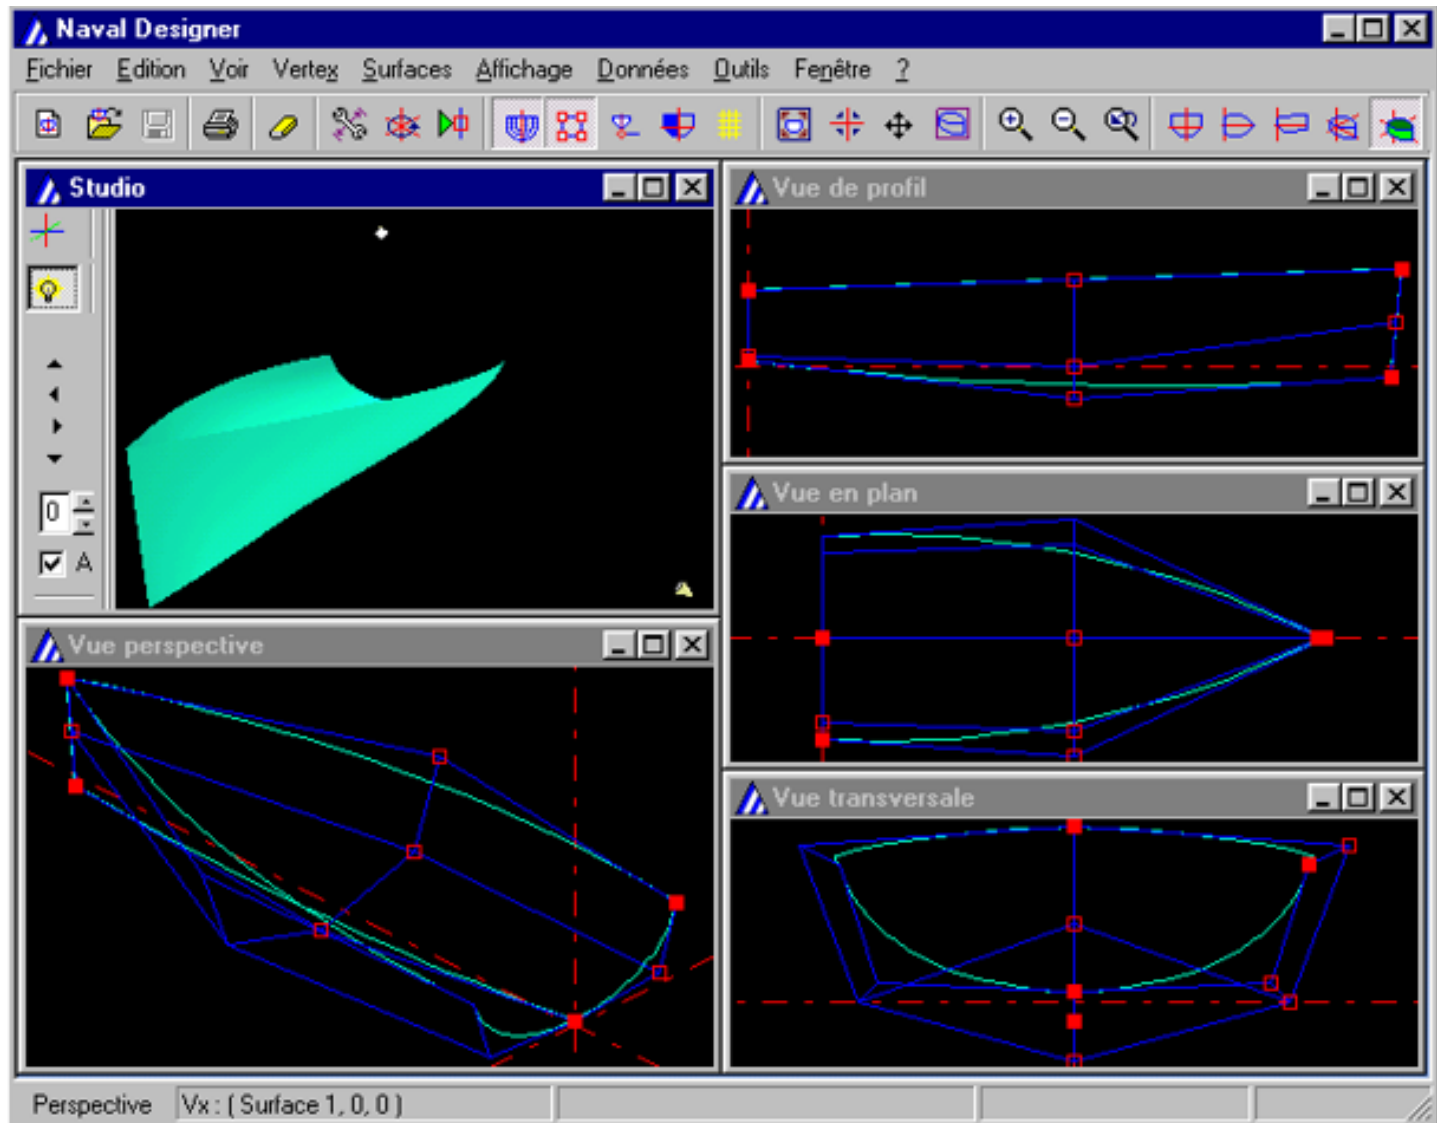 Naval Designer
Fichier Edition Voir Vertex Surfaces Affichage Données Outils Fenêtre ?
Studio
0
A
Vue de profil
Vue en plan
Vue perspective
Vue transversale
Perspective Vx : ( Surface 1, 0, 0 )